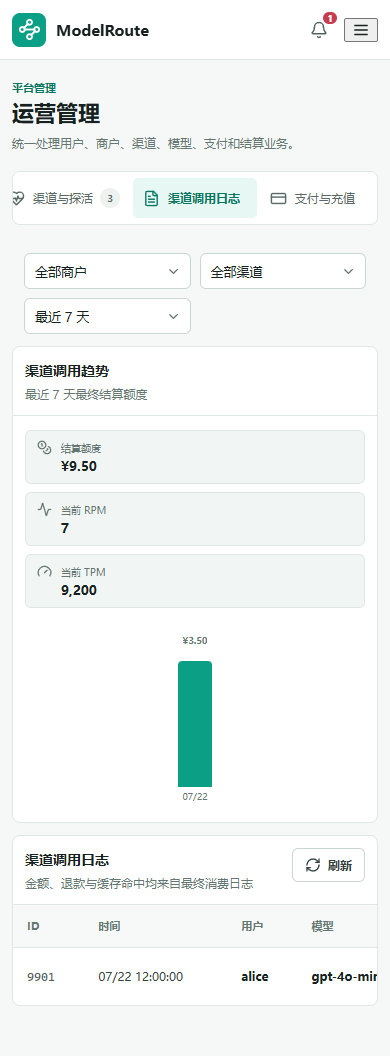 ModelRoute
1
平台管理
运营管理
统一处理用户、商户、渠道、模型、支付和结算业务。
渠道与探活 3 渠道调用日志 支付与充值
全部商户 全部渠道
最近 7 天
渠道调用趋势
最近 7 天最终结算额度
结算额度
¥9.50
当前 RPM
7
当前 TPM
9,200
¥3.50
07/22
渠道调用日志
刷新
金额、退款与缓存命中均来自最终消费日志
ID 时间 用户 模型
9901 07/22 12:00:00 alice gpt-4o-mi